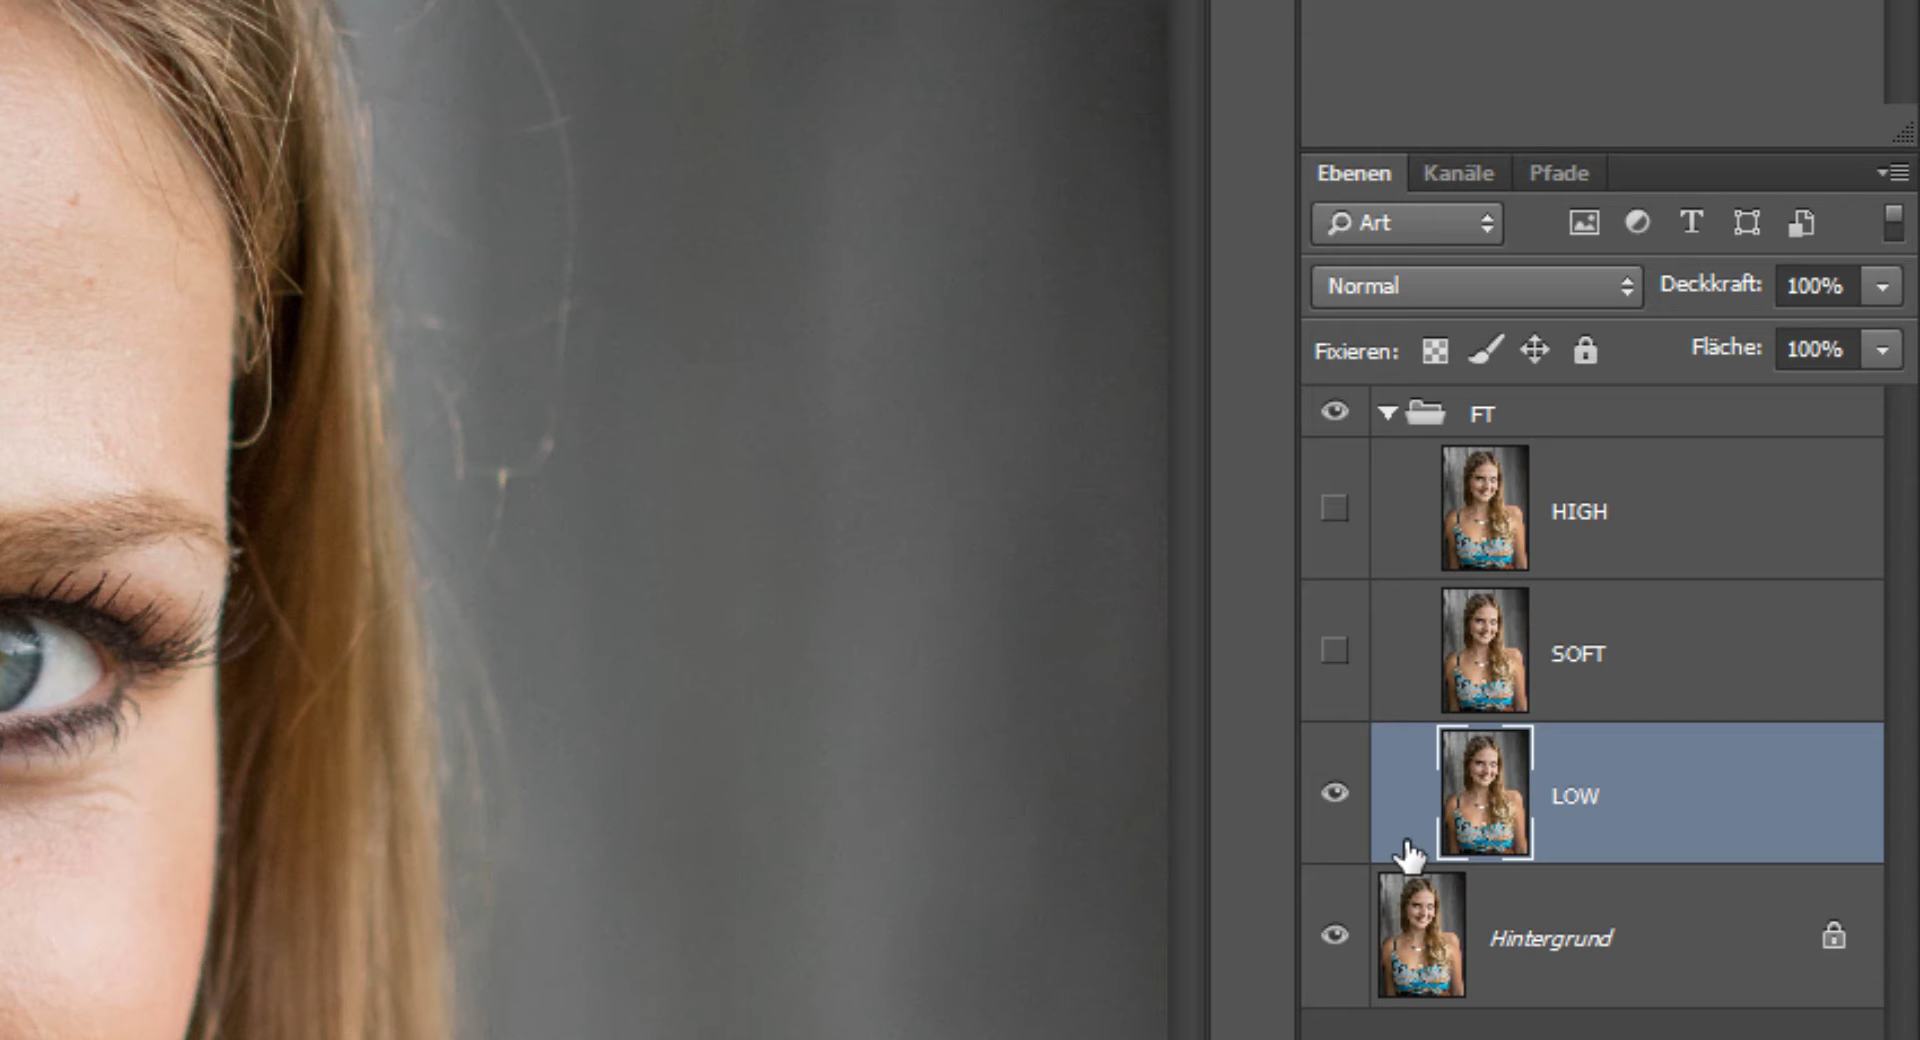 Ebenen Kanäle Pfade
Art T
Normal Deckkraft: 100%
Fixieren: Fläche: 100%
FT
HIGH
SOFT
LOW
Hintergrund